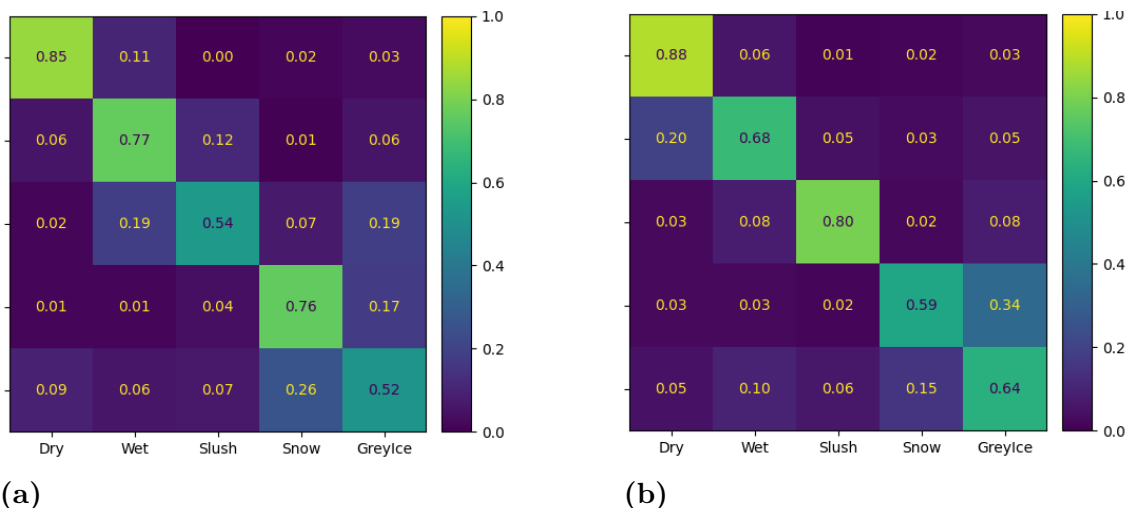 0.85 0.11 0.00 0.02 0.03
0.06 0.77 0.12 0.01 0.06
0.02 0.19 0.54 0.07 0.19
0.01 0.01 0.04 0.76 0.17
0.09 0.06 0.07 0.26 0.52
Dry Wet Slush Snow GreyIce
1.0
0.8
0.6
0.4
0.2
0.0
(a)
0.88 0.06 0.01 0.02 0.03
0.20 0.68 0.05 0.03 0.05
0.03 0.08 0.80 0.02 0.08
0.03 0.03 0.02 0.59 0.34
0.05 0.10 0.06 0.15 0.64
Dry Wet Slush Snow GreyIce
1.0
0.8
0.6
0.4
0.2
0.0
(b)